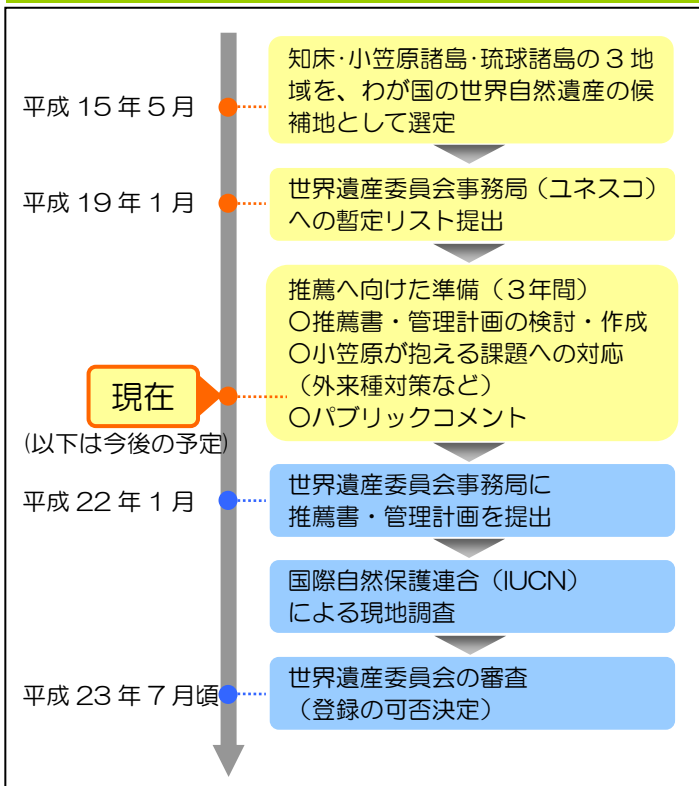 知床・小笠原諸島・琉球諸島の3地
域を、わが国の世界自然遺産の候
補地として選定
平成15年5月
世界遺産委員会事務局（ユネスコ）
への暫定リスト提出
平成19年1月
推薦へ向けた準備（３年間）
○推薦書・管理計画の検討・作成
○小笠原が抱える課題への対応
（外来種対策など）
○パブリックコメント
現在
(以下は今後の予定)
世界遺産委員会事務局に
推薦書・管理計画を提出
平成22年1月
国際自然保護連合（IUCN）
による現地調査
世界遺産委員会の審査
（登録の可否決定）
平成23年7月頃